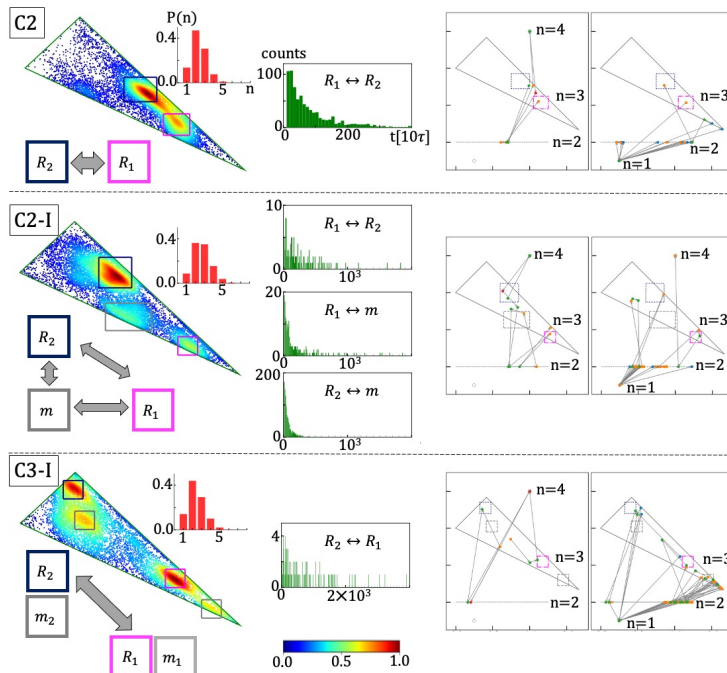 C2
P(n)
0.4
0.0
1 5 n
counts
100
0
R₁ ↔ R₂
0 200 t[10τ]
R₂ R₁
n=4
n=3
n=2
n=3
n=2
n=1
C2-I
0.4
0.0
1 5
10
0
R₁ ↔ R₂
0 10³
20
0
R₁ ↔ m
0 10³
200
0
R₂ ↔ m
0 10³
R₂
m R₁
n=4
n=3
n=2
n=3
n=2
n=1
C3-I
0.4
0.0
1 5
4
2
0
R₂ ↔ R₁
0 2×10³
R₂
m₂
R₁ m₁
0.0 0.5 1.0
n=4
n=3
n=2
n=3
n=2
n=1